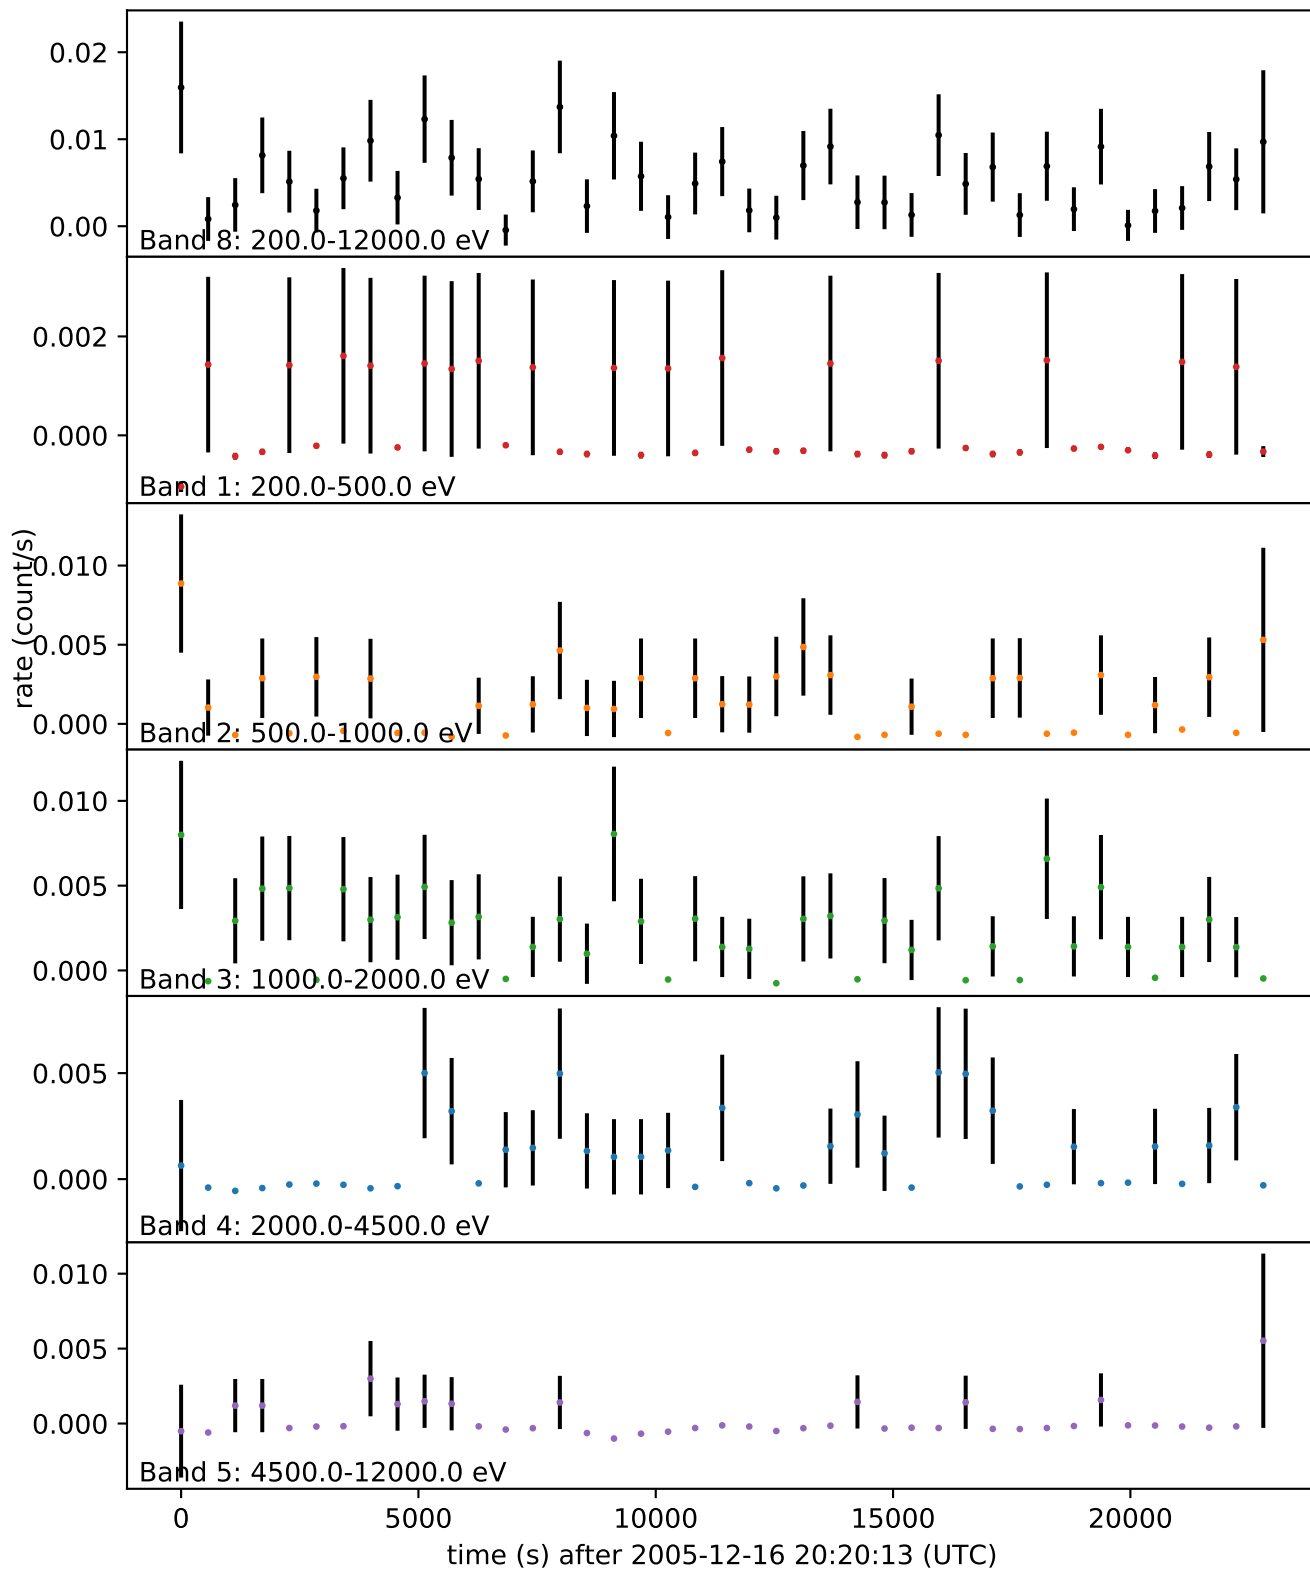 0.02
0.01
0.00
Band 8: 200.0-12000.0 eV
0.002
0.000
Band 1: 200.0-500.0 eV
rate (count/s)
0.010
0.005
0.000
Band 2: 500.0-1000.0 eV
0.010
0.005
0.000
Band 3: 1000.0-2000.0 eV
0.005
0.000
Band 4: 2000.0-4500.0 eV
0.010
0.005
0.000
Band 5: 4500.0-12000.0 eV
0 5000 10000 15000 20000
time (s) after 2005-12-16 20:20:13 (UTC)